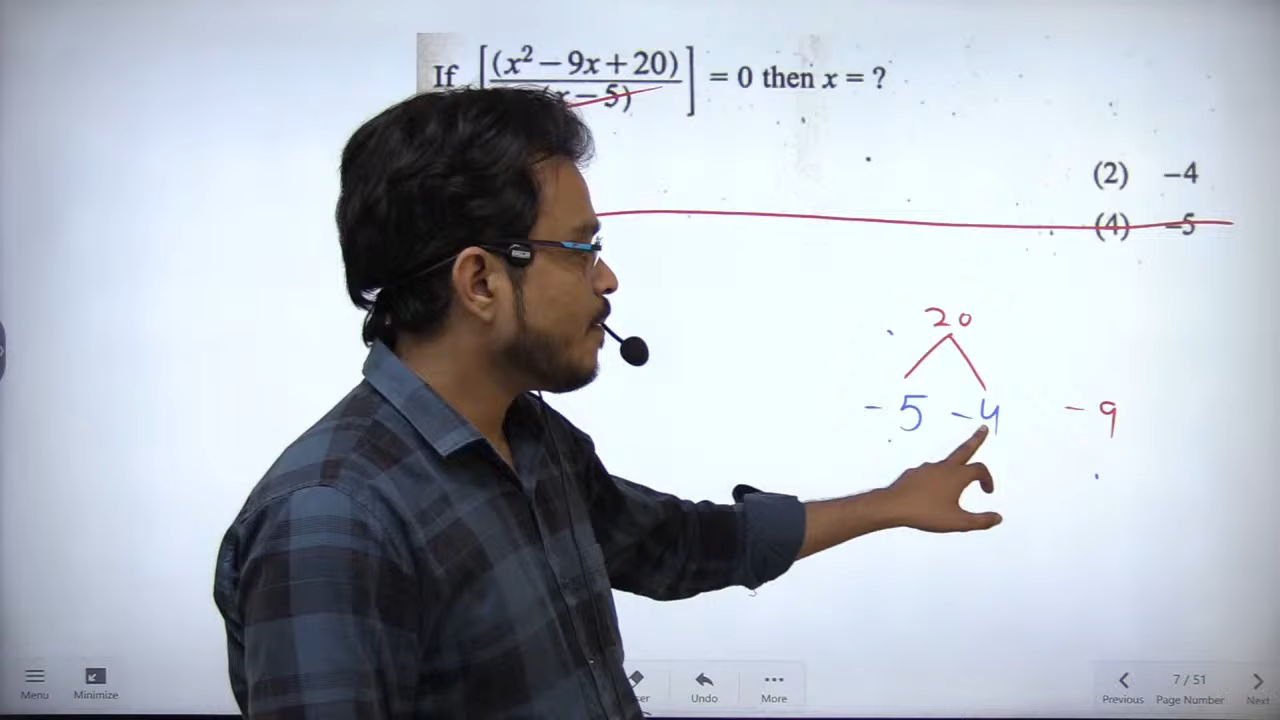 If [(x² − 9x + 20) / (x − 5)] = 0 then x = ?
(2) −4
(4) −5
20
− 5 − 4 − 9
Menu
Minimize
Undo
More
Previous
7 / 51
Page Number
Next